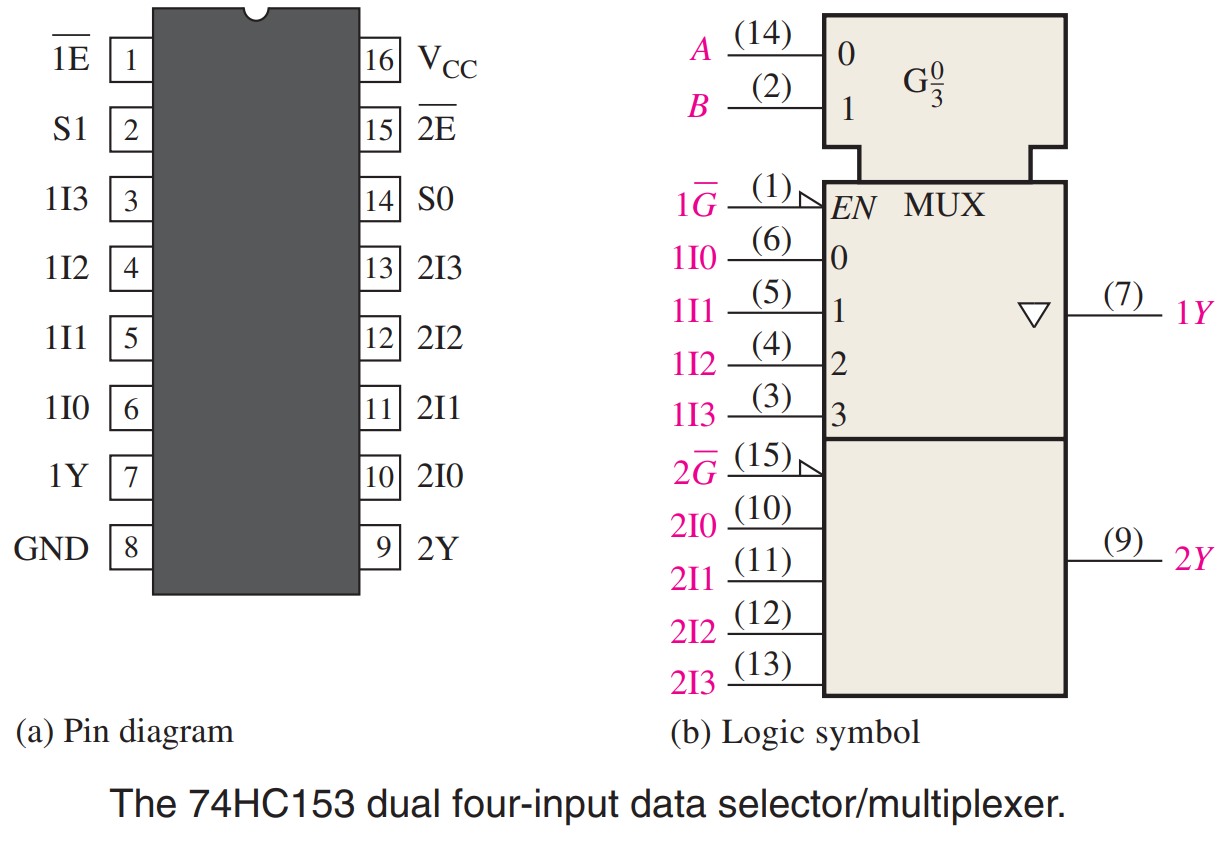 1E̅ 1 16 VCC
S1 2 15 2E̅
1I3 3 14 S0
1I2 4 13 2I3
1I1 5 12 2I2
1I0 6 11 2I1
1Y 7 10 2I0
GND 8 9 2Y
(a) Pin diagram
A (14) 0 G 0/3
B (2) 1
1G̅ (1) EN MUX
1I0 (6) 0
1I1 (5) 1 (7) 1Y
1I2 (4) 2
1I3 (3) 3
2G̅ (15)
2I0 (10)
2I1 (11) (9) 2Y
2I2 (12)
2I3 (13)
(b) Logic symbol
The 74HC153 dual four-input data selector/multiplexer.